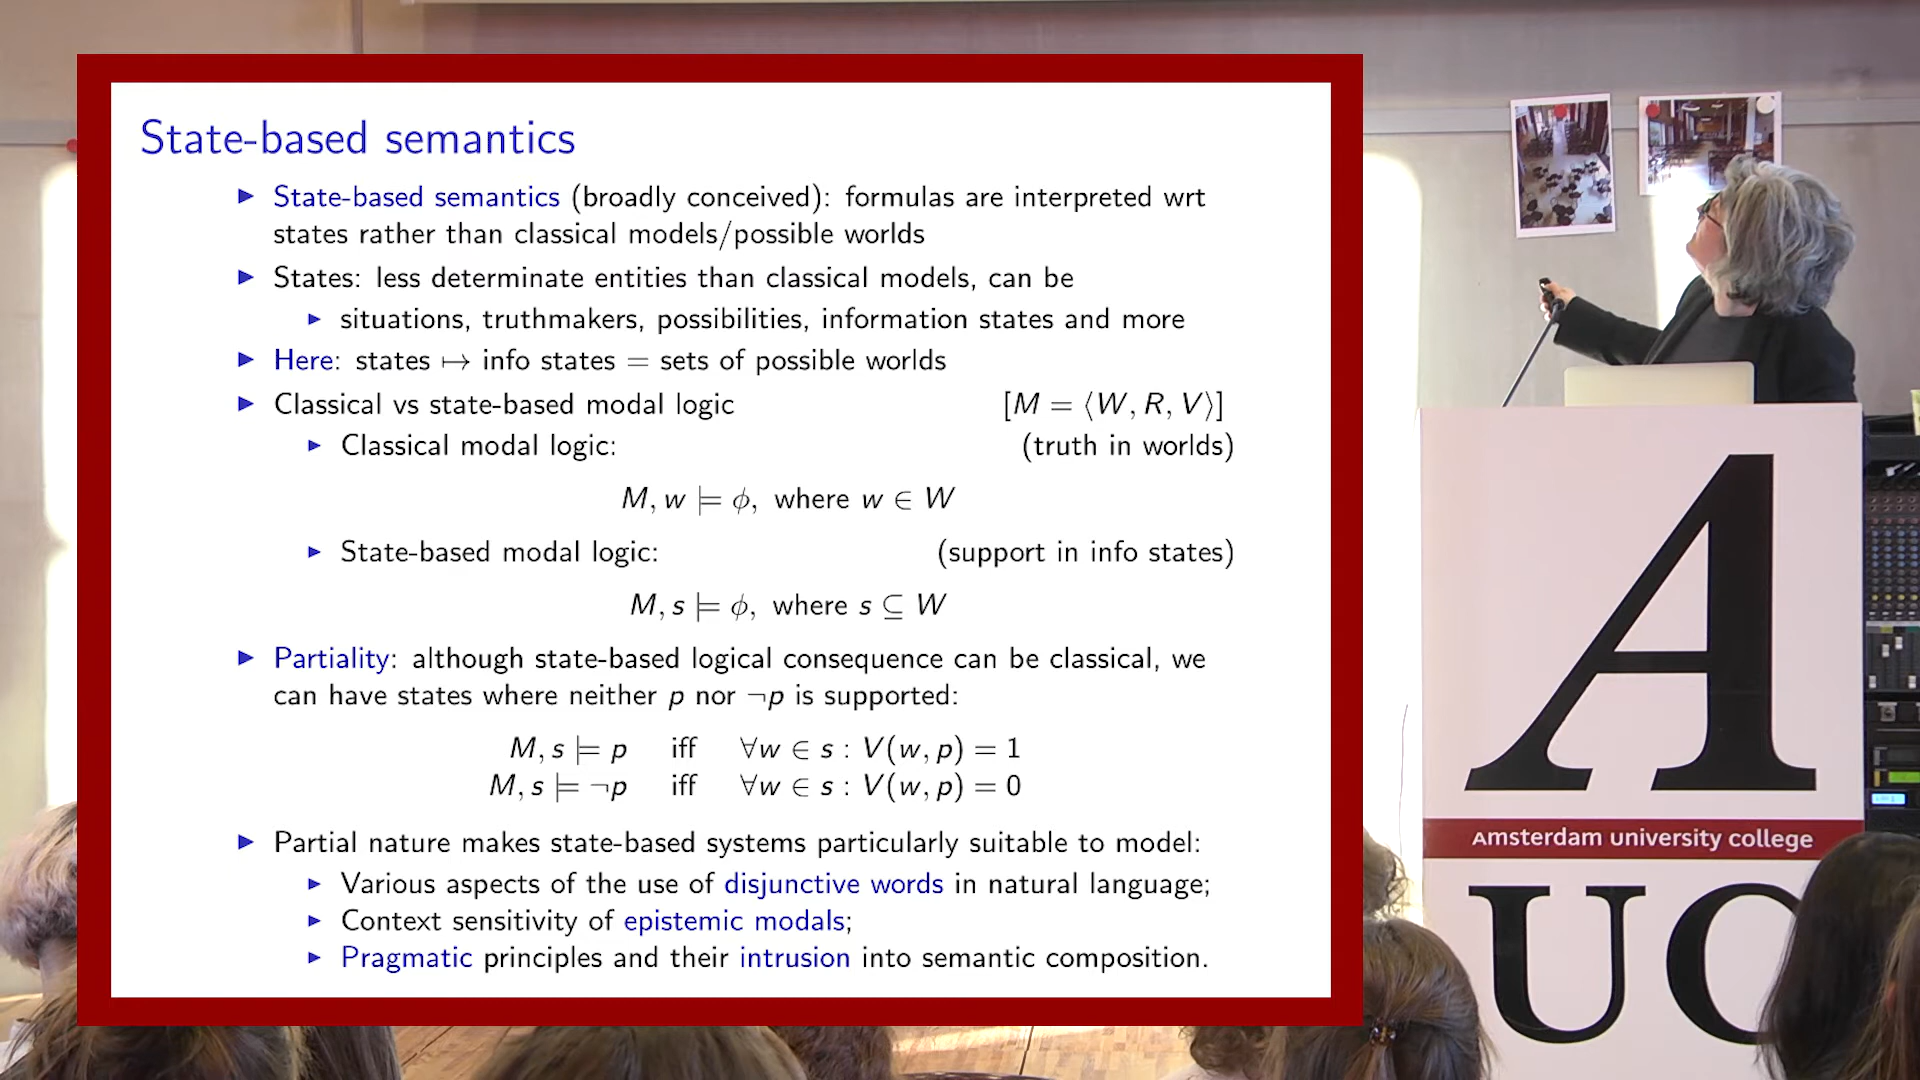 State-based semantics
▶ State-based semantics (broadly conceived): formulas are interpreted wrt
states rather than classical models/possible worlds
▶ States: less determinate entities than classical models, can be
▶ situations, truthmakers, possibilities, information states and more
▶ Here: states ↦ info states = sets of possible worlds
▶ Classical vs state-based modal logic [M = ⟨W, R, V⟩]
▶ Classical modal logic: (truth in worlds)
M, w ⊨ ϕ, where w ∈ W
▶ State-based modal logic: (support in info states)
M, s ⊨ ϕ, where s ⊆ W
▶ Partiality: although state-based logical consequence can be classical, we
can have states where neither p nor ¬p is supported:
M, s ⊨ p iff ∀w ∈ s : V(w, p) = 1
M, s ⊨ ¬p iff ∀w ∈ s : V(w, p) = 0
▶ Partial nature makes state-based systems particularly suitable to model:
▶ Various aspects of the use of disjunctive words in natural language;
▶ Context sensitivity of epistemic modals;
▶ Pragmatic principles and their intrusion into semantic composition.
A
Amsterdam university college
UC